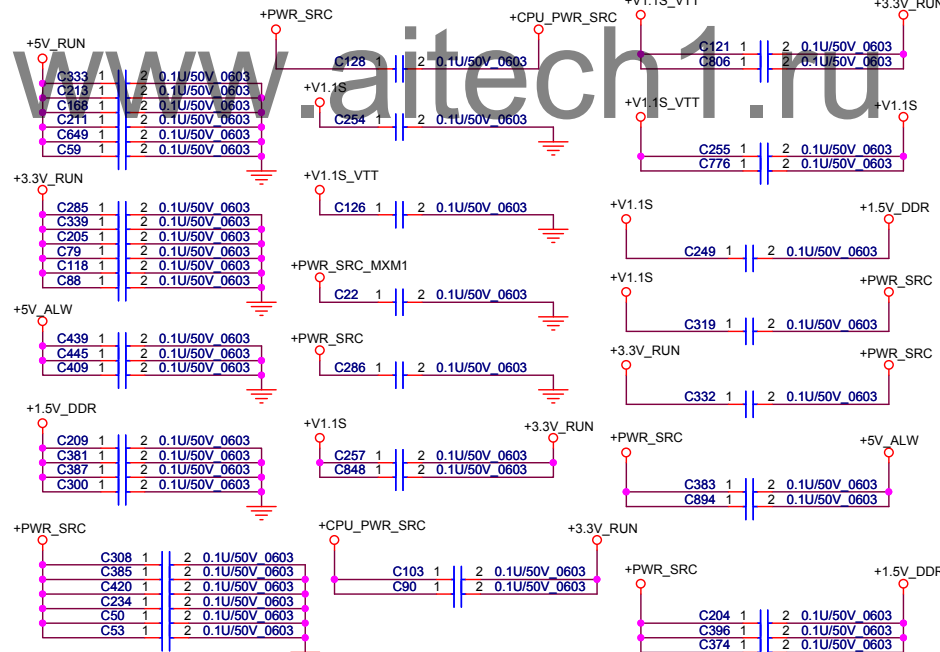 www.aitech1.ru
+5V_RUN
C333 1 2 0.1U/50V_0603
C213 1 2 0.1U/50V_0603
C168 1 2 0.1U/50V_0603
C211 1 2 0.1U/50V_0603
C649 1 2 0.1U/50V_0603
C59 1 2 0.1U/50V_0603
+3.3V_RUN
C285 1 2 0.1U/50V_0603
C339 1 2 0.1U/50V_0603
C205 1 2 0.1U/50V_0603
C79 1 2 0.1U/50V_0603
C118 1 2 0.1U/50V_0603
C88 1 2 0.1U/50V_0603
+5V_ALW
C439 1 2 0.1U/50V_0603
C445 1 2 0.1U/50V_0603
C409 1 2 0.1U/50V_0603
+1.5V_DDR
C209 1 2 0.1U/50V_0603
C381 1 2 0.1U/50V_0603
C387 1 2 0.1U/50V_0603
C300 1 2 0.1U/50V_0603
+PWR_SRC
C308 1 2 0.1U/50V_0603
C385 1 2 0.1U/50V_0603
C420 1 2 0.1U/50V_0603
C234 1 2 0.1U/50V_0603
C50 1 2 0.1U/50V_0603
C53 1 2 0.1U/50V_0603
+PWR_SRC +CPU_PWR_SRC
C128 1 2 0.1U/50V_0603
+V1.1S
C254 1 2 0.1U/50V_0603
+V1.1S_VTT
C126 1 2 0.1U/50V_0603
+PWR_SRC_MXM1
C22 1 2 0.1U/50V_0603
+PWR_SRC
C286 1 2 0.1U/50V_0603
+V1.1S +3.3V_RUN
C257 1 2 0.1U/50V_0603
C848 1 2 0.1U/50V_0603
+CPU_PWR_SRC +3.3V_RUN
C103 1 2 0.1U/50V_0603
C90 1 2 0.1U/50V_0603
+V1.1S_VTT +3.3V_RUN
C121 1 2 0.1U/50V_0603
C806 1 2 0.1U/50V_0603
+V1.1S_VTT +V1.1S
C255 1 2 0.1U/50V_0603
C776 1 2 0.1U/50V_0603
+V1.1S +1.5V_DDR
C249 1 2 0.1U/50V_0603
+V1.1S +PWR_SRC
C319 1 2 0.1U/50V_0603
+3.3V_RUN +PWR_SRC
C332 1 2 0.1U/50V_0603
+PWR_SRC +5V_ALW
C383 1 2 0.1U/50V_0603
C894 1 2 0.1U/50V_0603
+PWR_SRC +1.5V_DDR
C204 1 2 0.1U/50V_0603
C396 1 2 0.1U/50V_0603
C374 1 2 0.1U/50V_0603